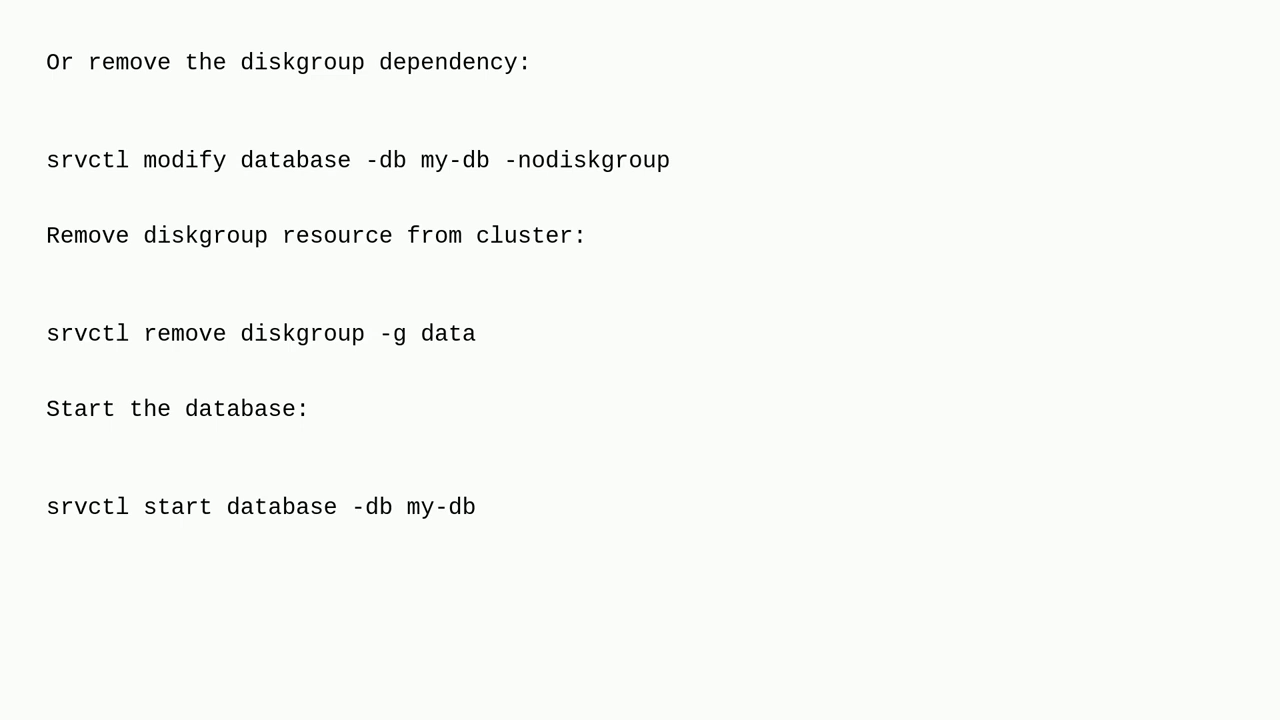 Or remove the diskgroup dependency:
srvctl modify database -db my-db -nodiskgroup
Remove diskgroup resource from cluster:
srvctl remove diskgroup -g data
Start the database:
srvctl start database -db my-db